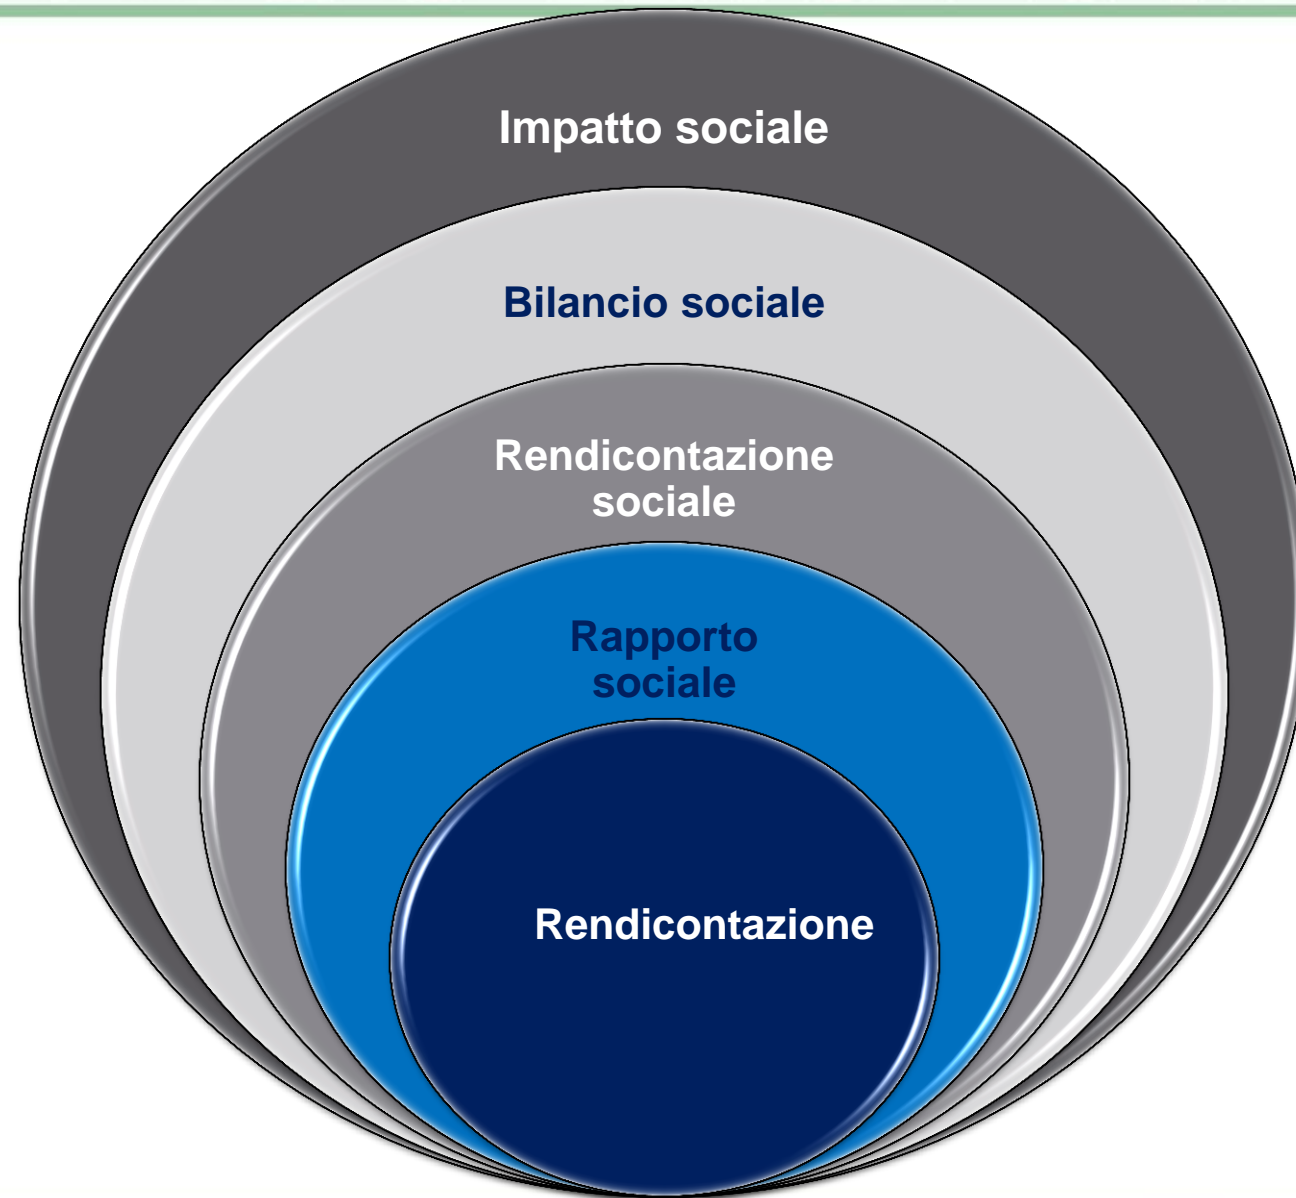 Impatto sociale
Bilancio sociale
Rendicontazione
sociale
Rapporto
sociale
Rendicontazione